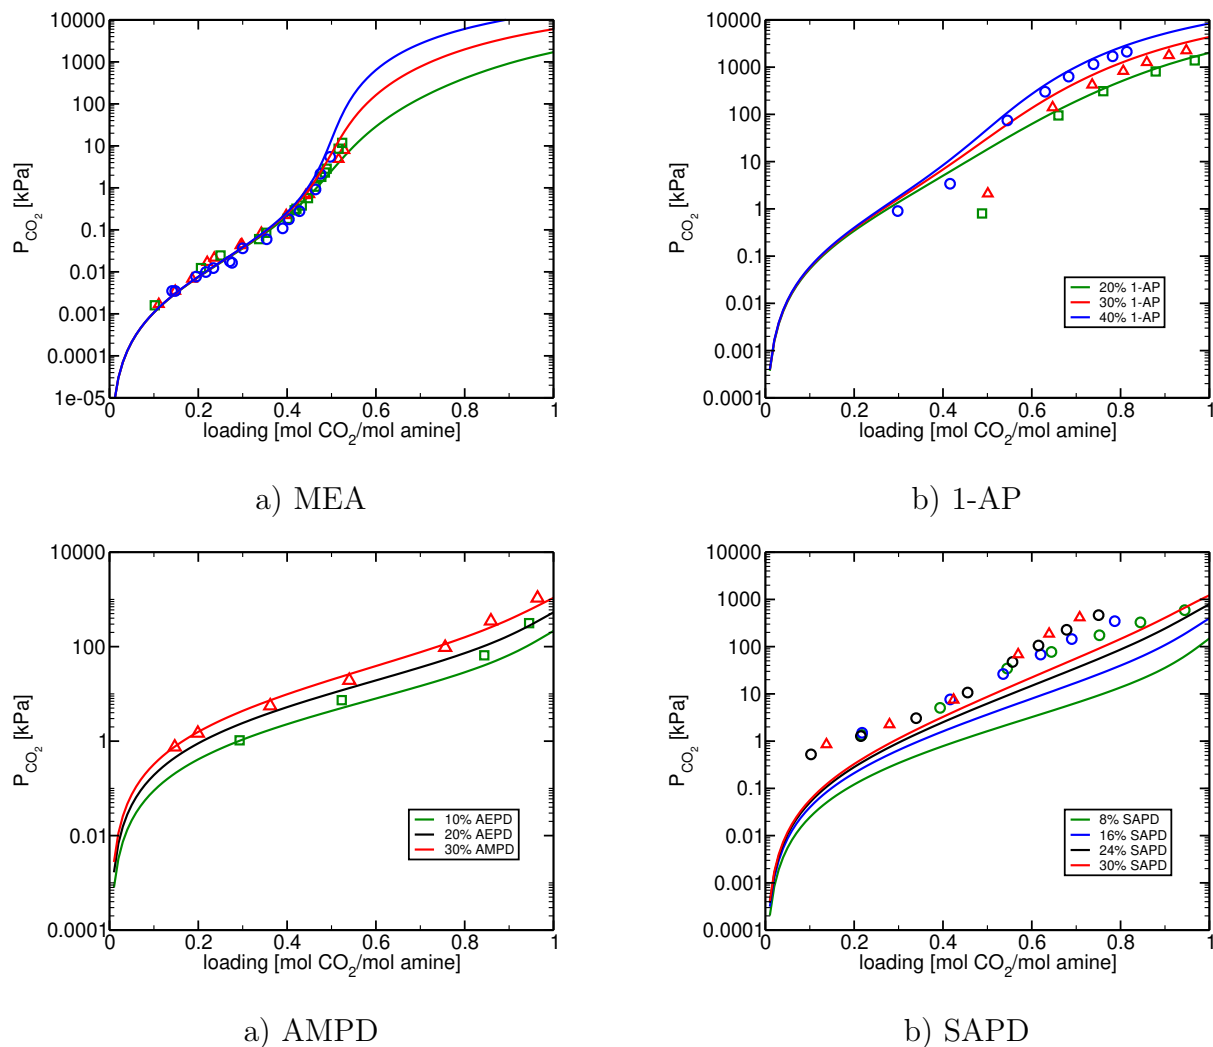 10000
1000
100
10
1
0.1
0.01
0.001
0.0001
1e-05
0 0.2 0.4 0.6 0.8 1
P_CO2 [kPa]
loading [mol CO2/mol amine]
a) MEA
10000
1000
100
10
1
0.1
0.01
0.001
0.0001
0 0.2 0.4 0.6 0.8 1
P_CO2 [kPa]
20% 1-AP
30% 1-AP
40% 1-AP
loading [mol CO2/mol amine]
b) 1-AP
10000
100
1
0.01
0.0001
0 0.2 0.4 0.6 0.8 1
P_CO2 [kPa]
10% AEPD
20% AEPD
30% AMPD
loading [mol CO2/mol amine]
a) AMPD
10000
1000
100
10
1
0.1
0.01
0.001
0.0001
0 0.2 0.4 0.6 0.8 1
P_CO2 [kPa]
8% SAPD
16% SAPD
24% SAPD
30% SAPD
loading [mol CO2/mol amine]
b) SAPD